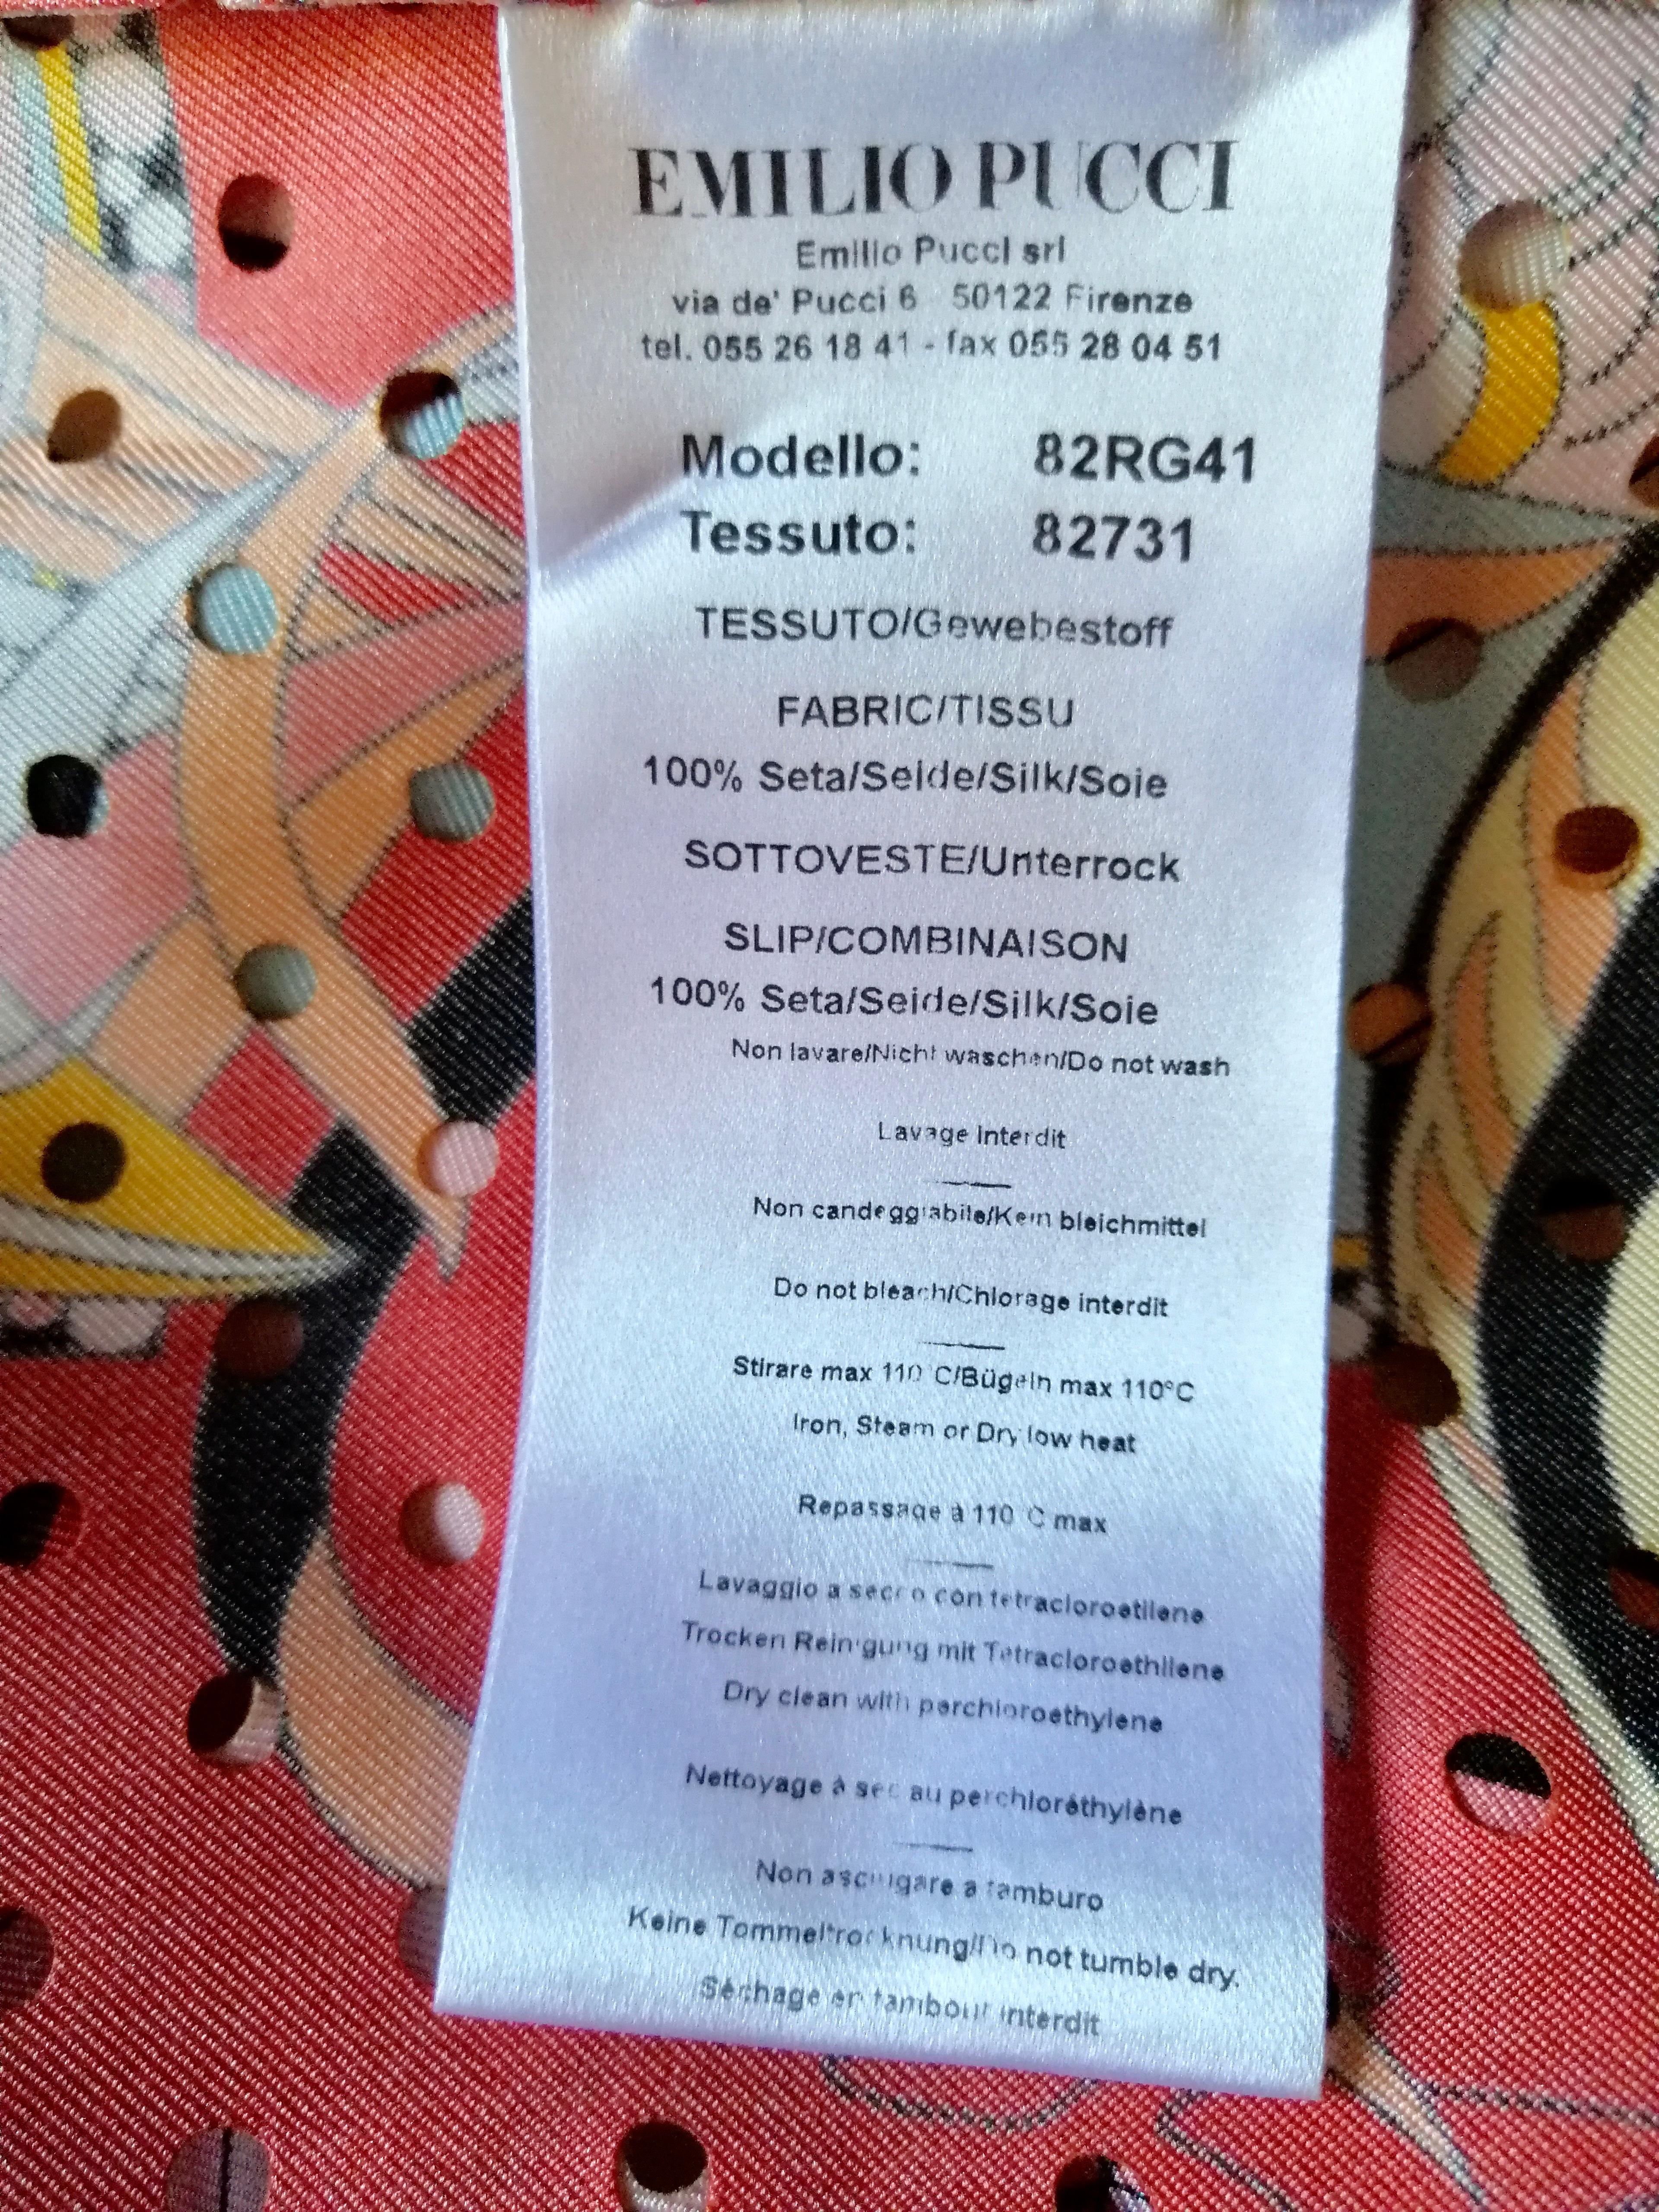 EMILIO PUCCI
Emilio Pucci srl
via de' Pucci 6 50122 Firenze
tel. 055 26 18 41 - fax 055 28 04 51
Modello: 82RG41
Tessuto: 82731
TESSUTO/Gewebestoff
FABRIC/TISSU
100% Seta/Seide/Silk/Soie
SOTTOVESTE/Unterrock
SLIP/COMBINAISON
100% Seta/Seide/Silk/Soie
Non lavare/Nicht waschen/Do not wash
Lavage Interdit
Non candeggiabile/Kein bleichmittel
Do not bleach/Chlorage interdit
Stirare max 110°C/Bügeln max 110°C
Iron, Steam or Dry low heat
Repassage à 110°C max
Lavaggio a secco con tetracloroetilene
Trocken Reinigung mit Tetracloroethilene
Dry clean with perchloroethylene
Nettoyage à sec au perchloréthylène
Non asciugare a tamburo
Keine Tommeltrocknung/Do not tumble dry.
Séchage en tambour interdit